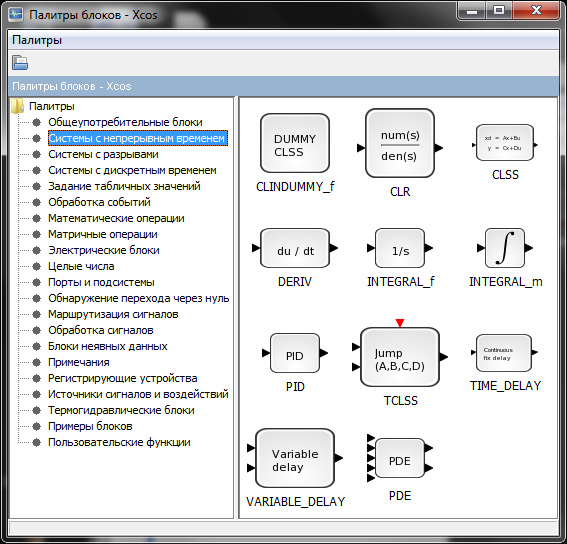 Палитры блоков - Xcos
Палитры
Палитры блоков - Xcos
Палитры
Общеупотребительные блоки
Системы с непрерывным временем
Системы с разрывами
Системы с дискретным временем
Задание табличных значений
Обработка событий
Математические операции
Матричные операции
Электрические блоки
Целые числа
Порты и подсистемы
Обнаружение перехода через нуль
Маршрутизация сигналов
Обработка сигналов
Блоки неявных данных
Примечания
Регистрирующие устройства
Источники сигналов и воздействий
Термогидравлические блоки
Примеры блоков
Пользовательские функции
DUMMY
CLSS
CLINDUMMY_f
num(s)
den(s)
CLR
xd = Ax+Bu
y = Cx+Du
CLSS
du / dt
DERIV
1/s
INTEGRAL_f
∫
INTEGRAL_m
PID
PID
Jump
(A,B,C,D)
TCLSS
Continuous
fix delay
TIME_DELAY
Variable
delay
VARIABLE_DELAY
PDE
PDE